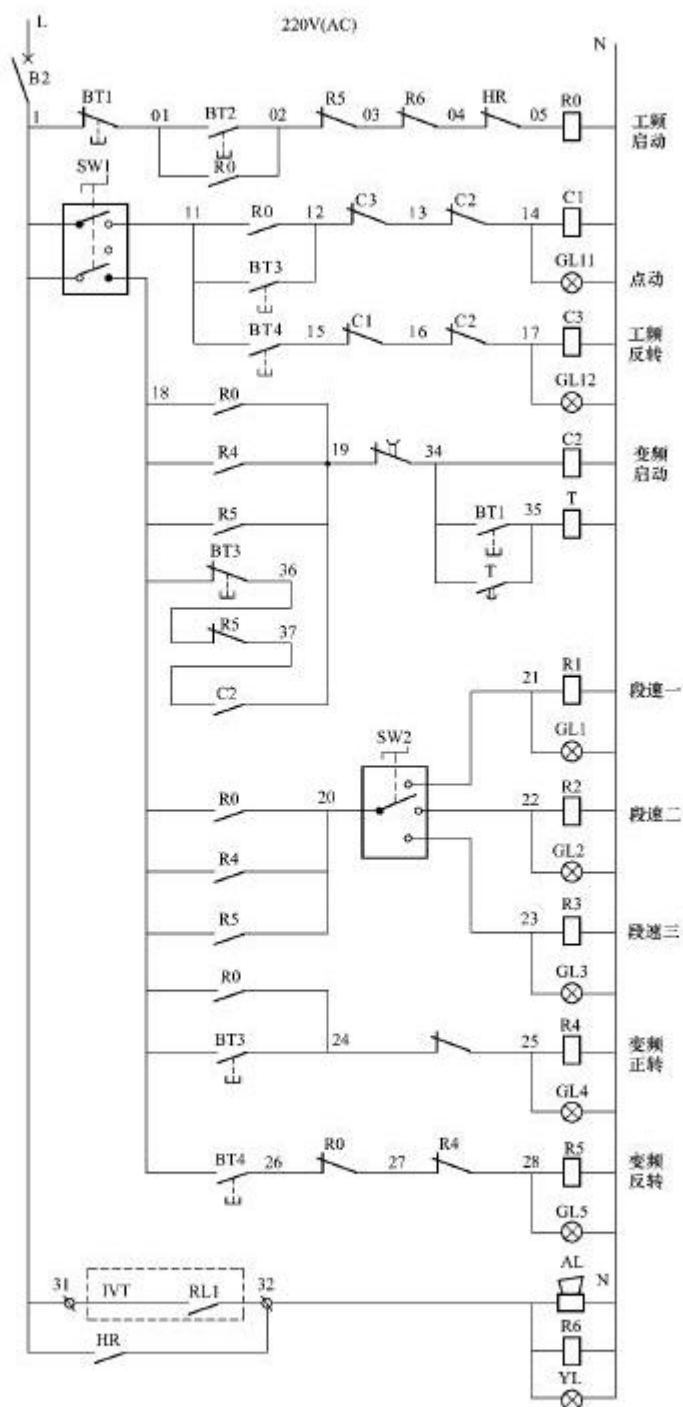 L
220V(AC)
N
B2
BT1
01
BT2
02
R5
03
R6
04
HR
05
R0
工频
启动
1
R0
SW1
11
R0
12
C3
13
C2
14
C1
GL11
点动
BT3
BT4
15
C1
16
C2
17
C3
工频
反转
GL12
18
R0
R4
19
34
C2
变频
启动
R5
BT1
35
T
BT3
36
T
R5
37
C2
21
R1
段速一
GL1
SW2
R0
20
22
R2
段速二
GL2
R4
R5
23
R3
段速三
GL3
R0
BT3
24
25
R4
变频
正转
GL4
BT4
26
R0
27
R4
28
R5
变频
反转
GL5
31
IVT
RL1
32
AL
N
HR
R6
YL